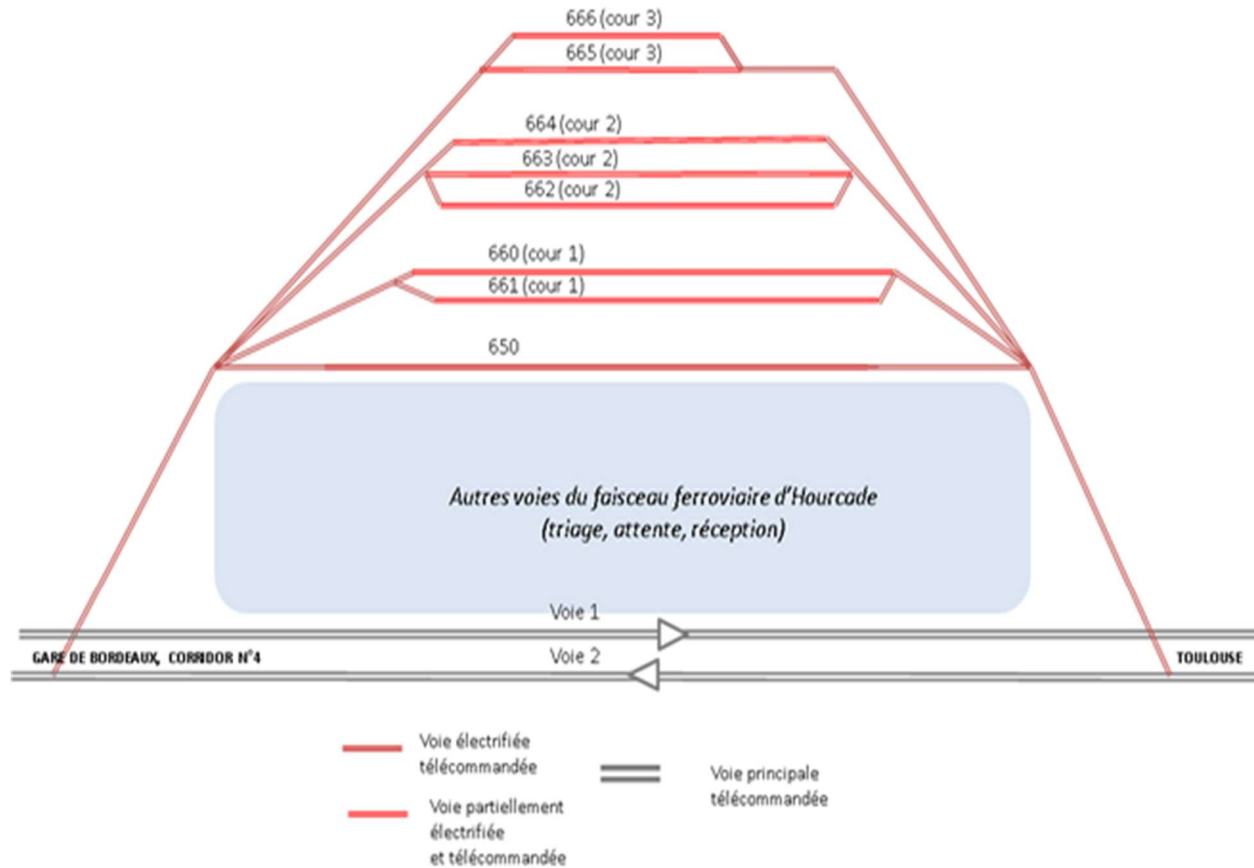 666 (cour 3)
665 (cour 3)
664 (cour 2)
663 (cour 2)
662 (cour 2)
660 (cour 1)
661 (cour 1)
650
Autres voies du faisceau ferroviaire d'Hourcade
(triage, attente, réception)
Voie 1
GARE DE BORDEAUX, CORRIDOR N°4
Voie 2
TOULOUSE
Voie électrifiée
télécommandée
Voie principale
télécommandée
Voie partiellement
électrifiée
et télécommandée